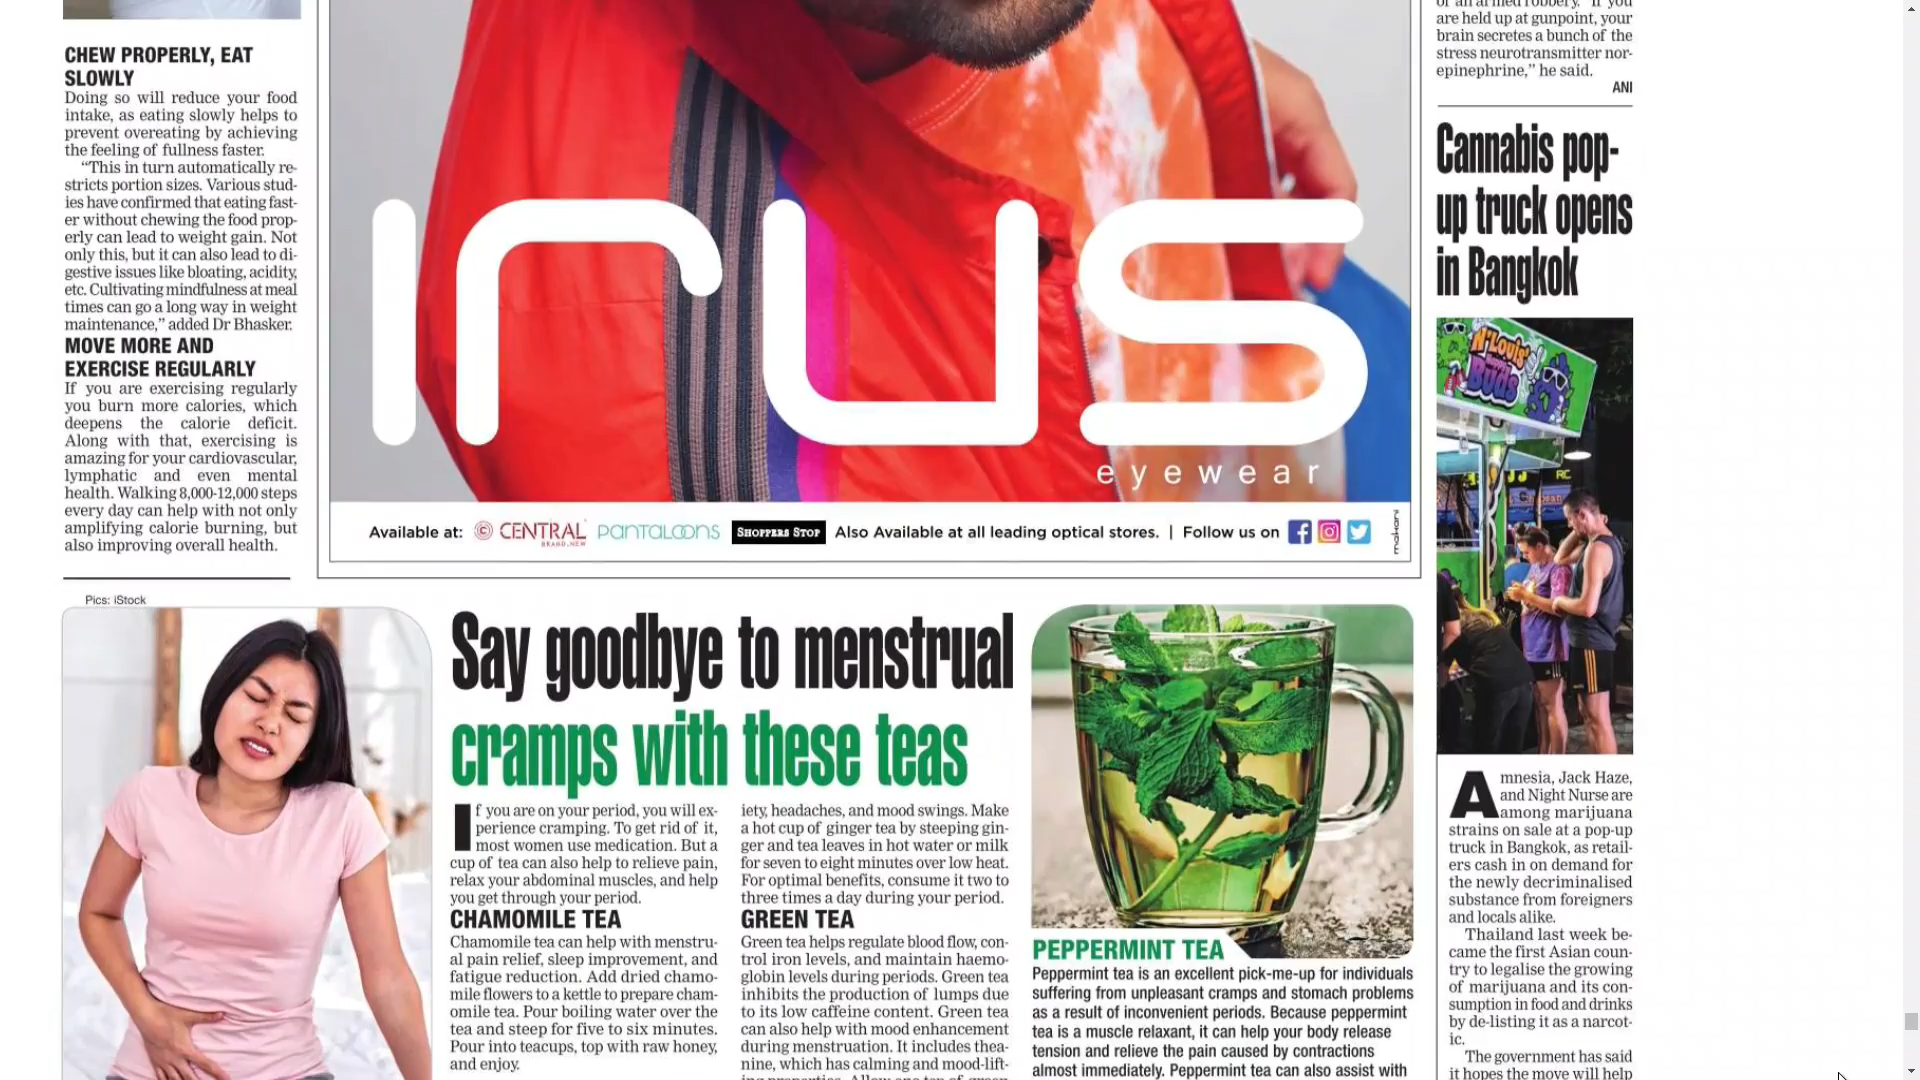 CHEW PROPERLY, EAT
SLOWLY
Doing so will reduce your food
intake, as eating slowly helps to
prevent overeating by achieving
the feeling of fullness faster.
"This in turn automatically re-
stricts portion sizes. Various stud-
ies have confirmed that eating fast-
er without chewing the food prop-
erly can lead to weight gain. Not
only this, but it can also lead to di-
gestive issues like bloating, acidity,
etc. Cultivating mindfulness at meal
times can go a long way in weight
maintenance," added Dr Bhasker.
MOVE MORE AND
EXERCISE REGULARLY
If you are exercising regularly
you burn more calories, which
deepens the calorie deficit.
Along with that, exercising is
amazing for your cardiovascular,
lymphatic and even mental
health. Walking 8,000-12,000 steps
every day can help with not only
amplifying calorie burning, but
also improving overall health.
irus
eyewear
Available at: CENTRAL BRAND:NEW PANTALOONS SHOPPERS STOP Also Available at all leading optical stores. | Follow us on
makani
Pics: iStock
Say goodbye to menstrual
cramps with these teas
If you are on your period, you will ex-
perience cramping. To get rid of it,
most women use medication. But a
cup of tea can also help to relieve pain,
relax your abdominal muscles, and help
you get through your period.
CHAMOMILE TEA
Chamomile tea can help with menstru-
al pain relief, sleep improvement, and
fatigue reduction. Add dried chamo-
mile flowers to a kettle to prepare cham-
omile tea. Pour boiling water over the
tea and steep for five to six minutes.
Pour into teacups, top with raw honey,
and enjoy.
iety, headaches, and mood swings. Make
a hot cup of ginger tea by steeping gin-
ger and tea leaves in hot water or milk
for seven to eight minutes over low heat.
For optimal benefits, consume it two to
three times a day during your period.
GREEN TEA
Green tea helps regulate blood flow, con-
trol iron levels, and maintain haemo-
globin levels during periods. Green tea
inhibits the production of lumps due
to its low caffeine content. Green tea
can also help with mood enhancement
during menstruation. It includes thea-
nine, which has calming and mood-lift-
PEPPERMINT TEA
Peppermint tea is an excellent pick-me-up for individuals
suffering from unpleasant cramps and stomach problems
as a result of inconvenient periods. Because peppermint
tea is a muscle relaxant, it can help your body release
tension and relieve the pain caused by contractions
almost immediately. Peppermint tea can also assist with
of an armed robbery. "If you
are held up at gunpoint, your
brain secretes a bunch of the
stress neurotransmitter nor-
epinephrine," he said.
ANI
Cannabis pop-
up truck opens
in Bangkok
N'Louis'
Buds
RC
Amnesia, Jack Haze,
and Night Nurse are
among marijuana
strains on sale at a pop-up
truck in Bangkok, as retail-
ers cash in on demand for
the newly decriminalised
substance from foreigners
and locals alike.
Thailand last week be-
came the first Asian coun-
try to legalise the growing
of marijuana and its con-
sumption in food and drinks
by de-listing it as a narcot-
ic.
The government has said
it hopes the move will help